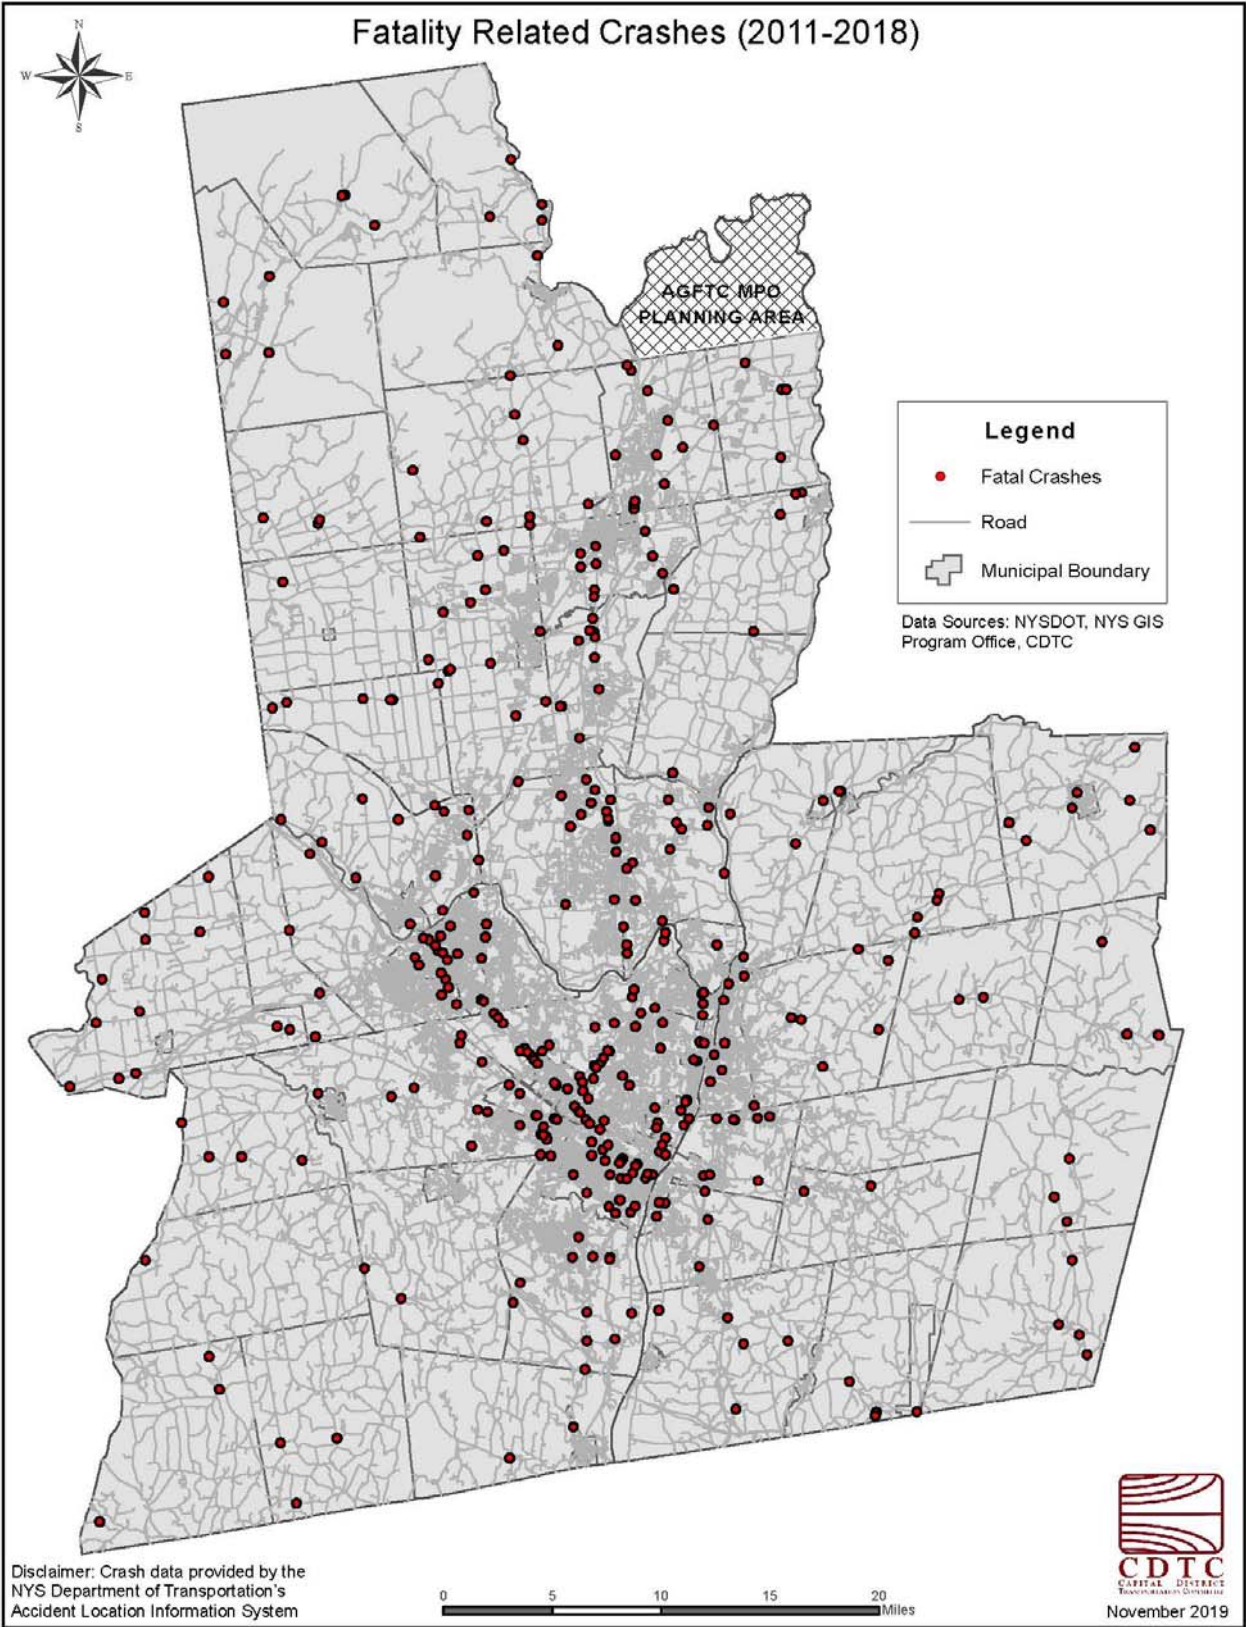 Fatality Related Crashes (2011-2018)
N
W
E
S
AGFTC MPO
PLANNING AREA
Legend
Fatal Crashes
Road
Municipal Boundary
Data Sources: NYSDOT, NYS GIS
Program Office, CDTC
Disclaimer: Crash data provided by the
NYS Department of Transportation's
Accident Location Information System
0 5 10 15 20
Miles
CDTC
CAPITAL DISTRICT
TRANSPORTATION COMMITTEE
November 2019